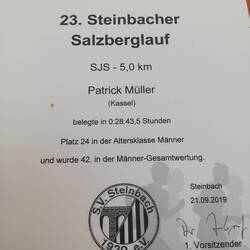 23. Steinbacher
Salzberglauf
SJS - 5,0 km
Patrick Müller
(Kassel)
belegte in 0:28:43,5 Stunden
Platz 24 in der Altersklasse Männer
und wurde 42. in der Männer-Gesamtwertung.
Steinbach
21.09.2019
S.V. Steinbach
1920 e.V.
1. Vorsitzender